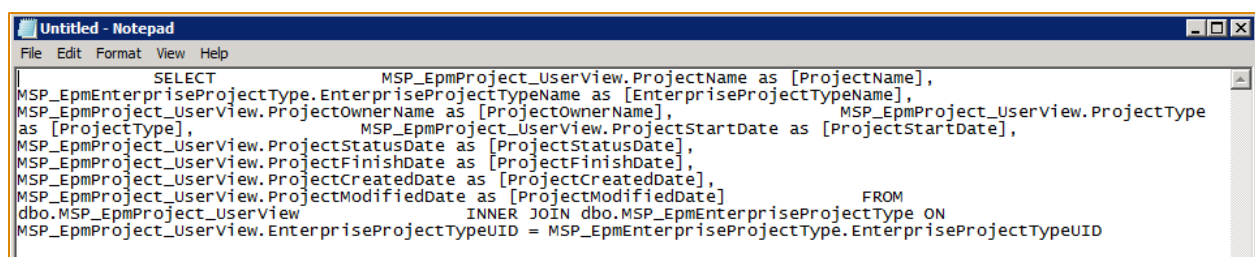 Untitled - Notepad
File Edit Format View Help
SELECT MSP_EpmProject_UserView.ProjectName as [ProjectName],
MSP_EpmEnterpriseProjectType.EnterpriseProjectTypeName as [EnterpriseProjectTypeName],
MSP_EpmProject_UserView.ProjectOwnerName as [ProjectOwnerName], MSP_EpmProject_UserView.ProjectType
as [ProjectType], MSP_EpmProject_UserView.ProjectStartDate as [ProjectStartDate],
MSP_EpmProject_UserView.ProjectStatusDate as [ProjectStatusDate],
MSP_EpmProject_UserView.ProjectFinishDate as [ProjectFinishDate],
MSP_EpmProject_UserView.ProjectCreatedDate as [ProjectCreatedDate],
MSP_EpmProject_UserView.ProjectModifiedDate as [ProjectModifiedDate] FROM
dbo.MSP_EpmProject_UserView INNER JOIN dbo.MSP_EpmEnterpriseProjectType ON
MSP_EpmProject_UserView.EnterpriseProjectTypeUID = MSP_EpmEnterpriseProjectType.EnterpriseProjectTypeUID